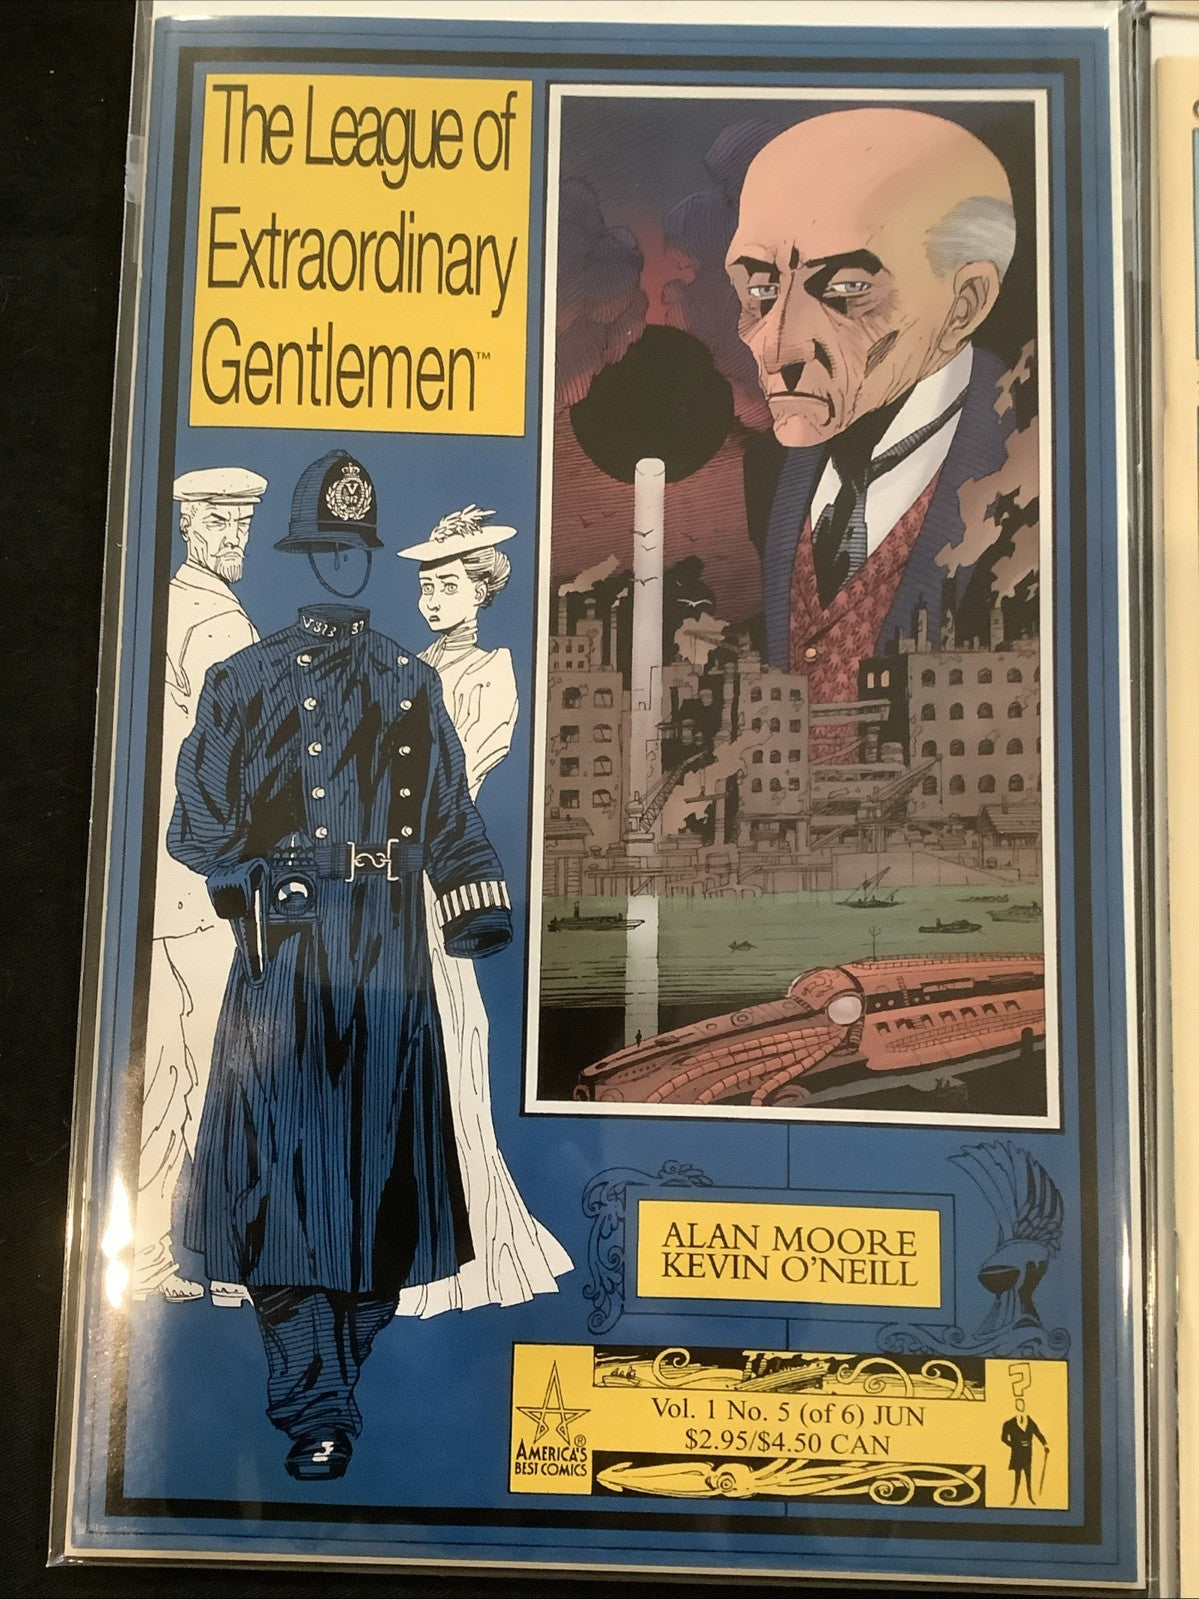 The League of
Extraordinary
Gentlemen™
V
V 313 37
ALAN MOORE
KEVIN O'NEILL
Vol. 1 No. 5 (of 6) JUN
$2.95/$4.50 CAN
AMERICA'S®
BEST COMICS
?